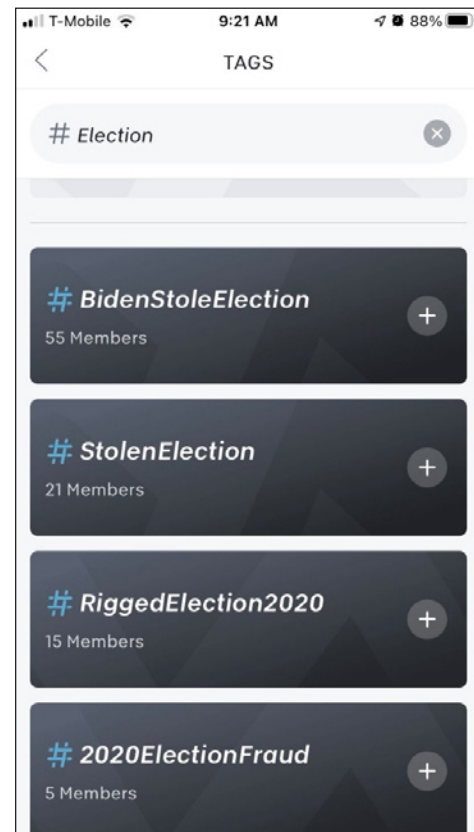 T-Mobile 9:21 AM 88%
TAGS
# Election
# BidenStoleElection
55 Members
# StolenElection
21 Members
# RiggedElection2020
15 Members
# 2020ElectionFraud
5 Members